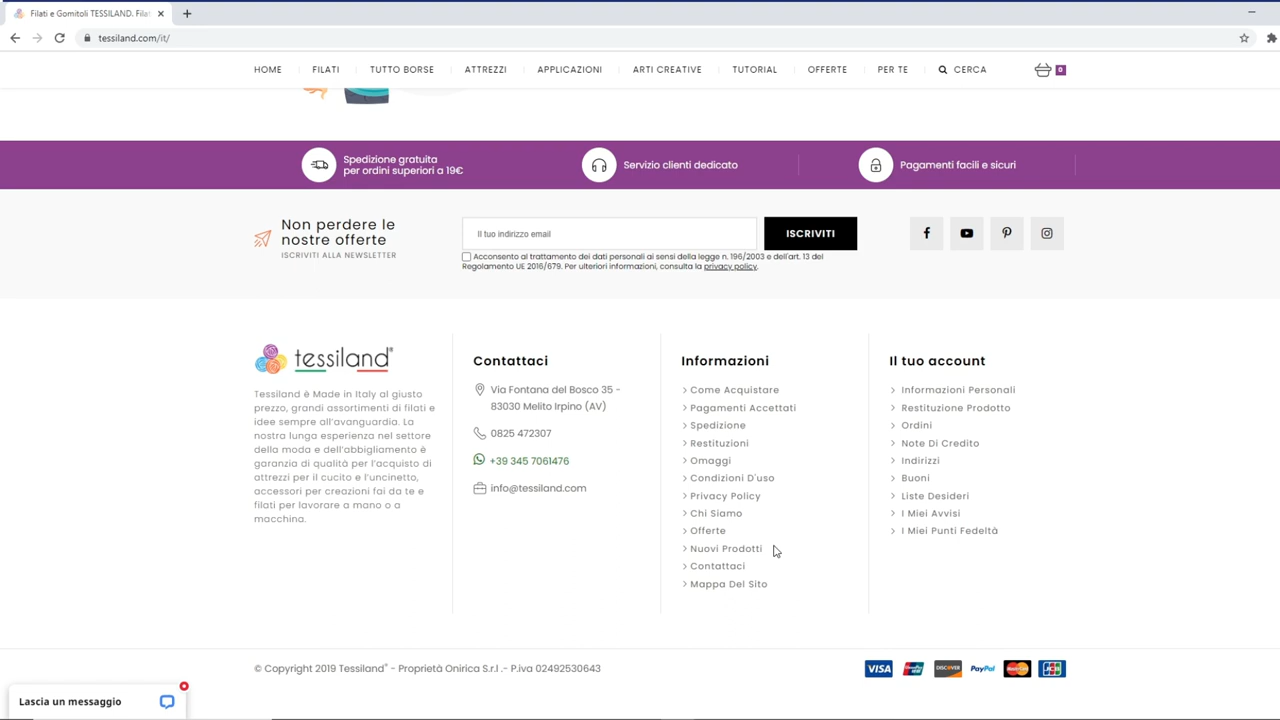 Filati e Gomitoli TESSILAND. Filat
tessiland.com/it/
HOME FILATI TUTTO BORSE ATTREZZI APPLICAZIONI ARTI CREATIVE TUTORIAL OFFERTE PER TE CERCA 0
Spedizione gratuita
per ordini superiori a 19€
Servizio clienti dedicato
Pagamenti facili e sicuri
Non perdere le
nostre offerte
ISCRIVITI ALLA NEWSLETTER
Il tuo indirizzo email
ISCRIVITI
Acconsento al trattamento dei dati personali ai sensi della legge n. 196/2003 e dell'art. 13 del
Regolamento UE 2016/679. Per ulteriori informazioni, consulta la privacy policy.
tessiland®
Tessiland è Made in Italy al giusto
prezzo, grandi assortimenti di filati e
idee sempre all'avanguardia. La
nostra lunga esperienza nel settore
della moda e dell'abbigliamento è
garanzia di qualità per l'acquisto di
attrezzi per il cucito e l'uncinetto,
accessori per creazioni fai da te e
filati per lavorare a mano o a
macchina.
Contattaci
Via Fontana del Bosco 35 -
83030 Melito Irpino (AV)
0825 472307
+39 345 7061476
info@tessiland.com
Informazioni
Come Acquistare
Pagamenti Accettati
Spedizione
Restituzioni
Omaggi
Condizioni D'uso
Privacy Policy
Chi Siamo
Offerte
Nuovi Prodotti
Contattaci
Mappa Del Sito
Il tuo account
Informazioni Personali
Restituzione Prodotto
Ordini
Note Di Credito
Indirizzi
Buoni
Liste Desideri
I Miei Avvisi
I Miei Punti Fedeltà
© Copyright 2019 Tessiland® - Proprietà Onirica S.r.l .- P.iva 02492530643
VISA DISCOVER PayPal MasterCard JCB
Lascia un messaggio